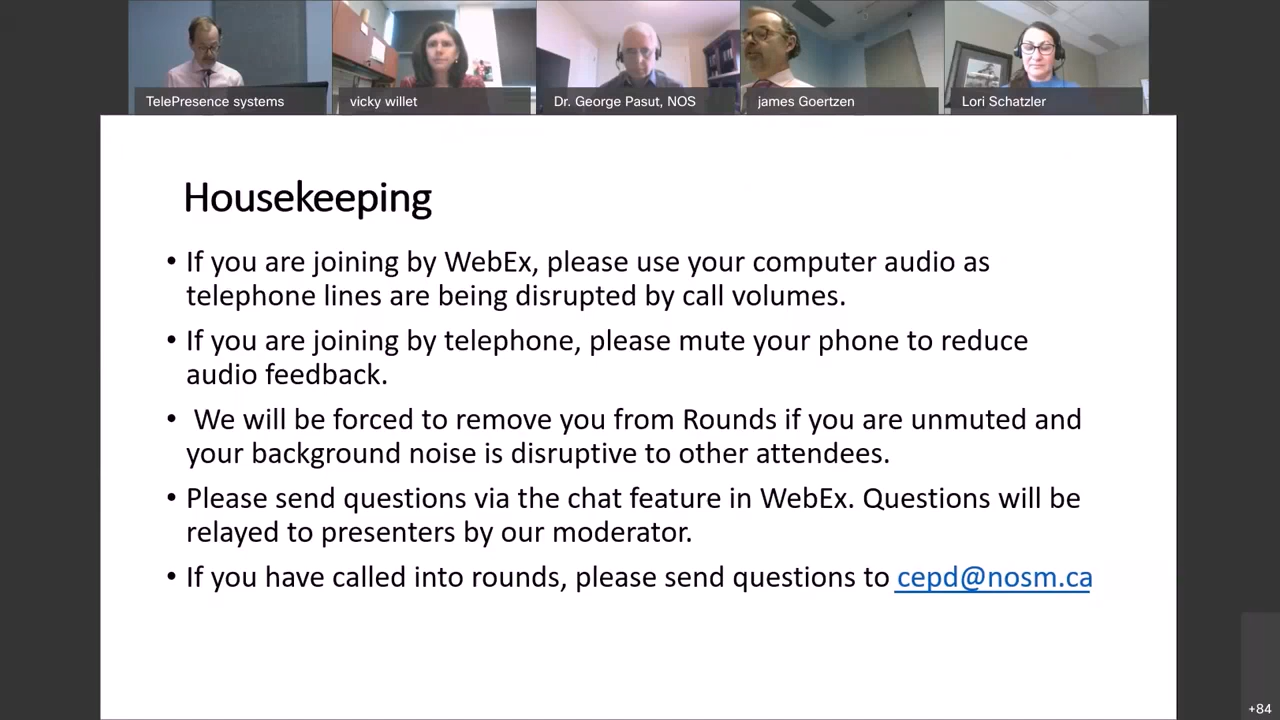 TelePresence systems
vicky willet
Dr. George Pasut, NOS
james Goertzen
Lori Schatzler
Housekeeping
• If you are joining by WebEx, please use your computer audio as
telephone lines are being disrupted by call volumes.
• If you are joining by telephone, please mute your phone to reduce
audio feedback.
• We will be forced to remove you from Rounds if you are unmuted and
your background noise is disruptive to other attendees.
• Please send questions via the chat feature in WebEx. Questions will be
relayed to presenters by our moderator.
• If you have called into rounds, please send questions to cepd@nosm.ca
+84